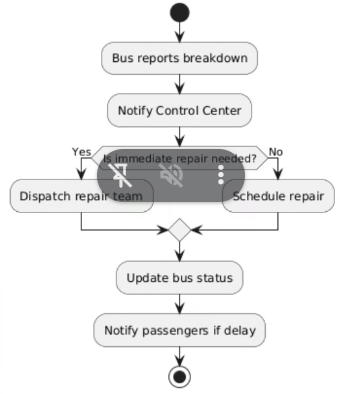 Bus reports breakdown
Notify Control Center
Is immediate repair needed?
Yes
No
Dispatch repair team
Schedule repair
Update bus status
Notify passengers if delay